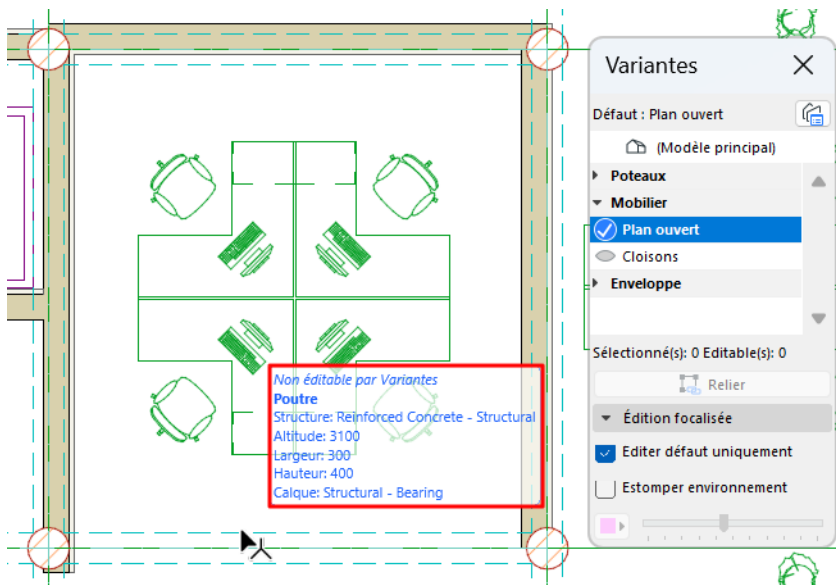 Variantes
Défaut : Plan ouvert
(Modèle principal)
Poteaux
Mobilier
Plan ouvert
Cloisons
Enveloppe
Sélectionné(s): 0 Editable(s): 0
Relier
Édition focalisée
Editer défaut uniquement
Estomper environnement
Non éditable par Variantes
Poutre
Structure: Reinforced Concrete - Structural
Altitude: 3100
Largeur: 300
Hauteur: 400
Calque: Structural - Bearing